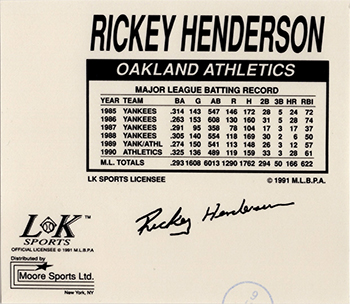 RICKEY HENDERSON
OAKLAND ATHLETICS
MAJOR LEAGUE BATTING RECORD
YEAR TEAM BA G AB R H 2B 3B HR RBI
1985 YANKEES .314 143 547 146 172 28 5 24 72
1986 YANKEES .263 153 608 130 160 31 5 28 74
1987 YANKEES .291 95 358 78 104 17 3 17 37
1988 YANKEES .305 140 554 118 169 30 2 6 50
1989 YANK/ATHL .274 150 541 113 148 26 3 12 57
1990 ATHLETICS .325 136 489 119 159 33 3 28 61
M.L. TOTALS .293 1608 6013 1290 1762 294 50 166 622
LK SPORTS LICENSEE © 1991 M.L.B.P.A.
L K ™
SPORTS
OFFICIAL LICENSEE © 1991 M.L.B.P.A
Rickey Henderson
Distributed by
Moore Sports Ltd.
New York, NY